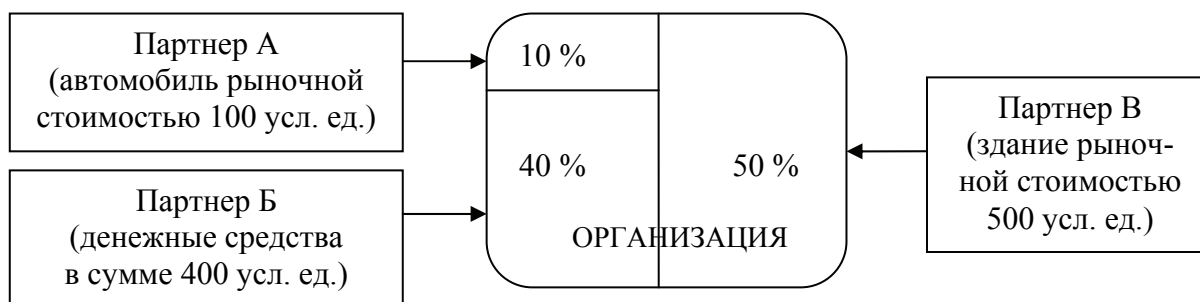 Партнер А
(автомобиль рыночной
стоимостью 100 усл. ед.)
Партнер Б
(денежные средства
в сумме 400 усл. ед.)
10 %
40 %
50 %
ОРГАНИЗАЦИЯ
Партнер В
(здание рыноч-
ной стоимостью
500 усл. ед.)